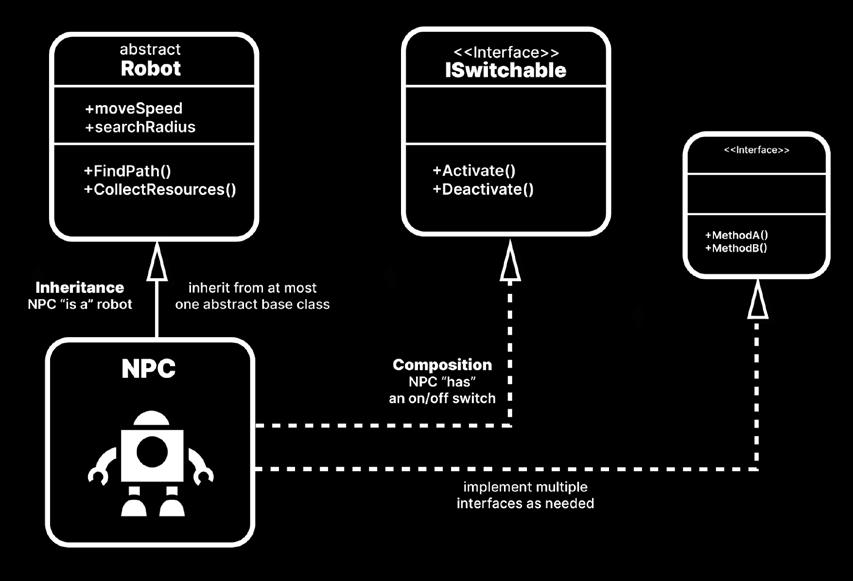 abstract
Robot
+moveSpeed
+searchRadius
+FindPath()
+CollectResources()
<<Interface>>
ISwitchable
+Activate()
+Deactivate()
<<Interface>>
+MethodA()
+MethodB()
Inheritance
NPC “is a” robot
inherit from at most
one abstract base class
NPC
Composition
NPC “has”
an on/off switch
implement multiple
interfaces as needed